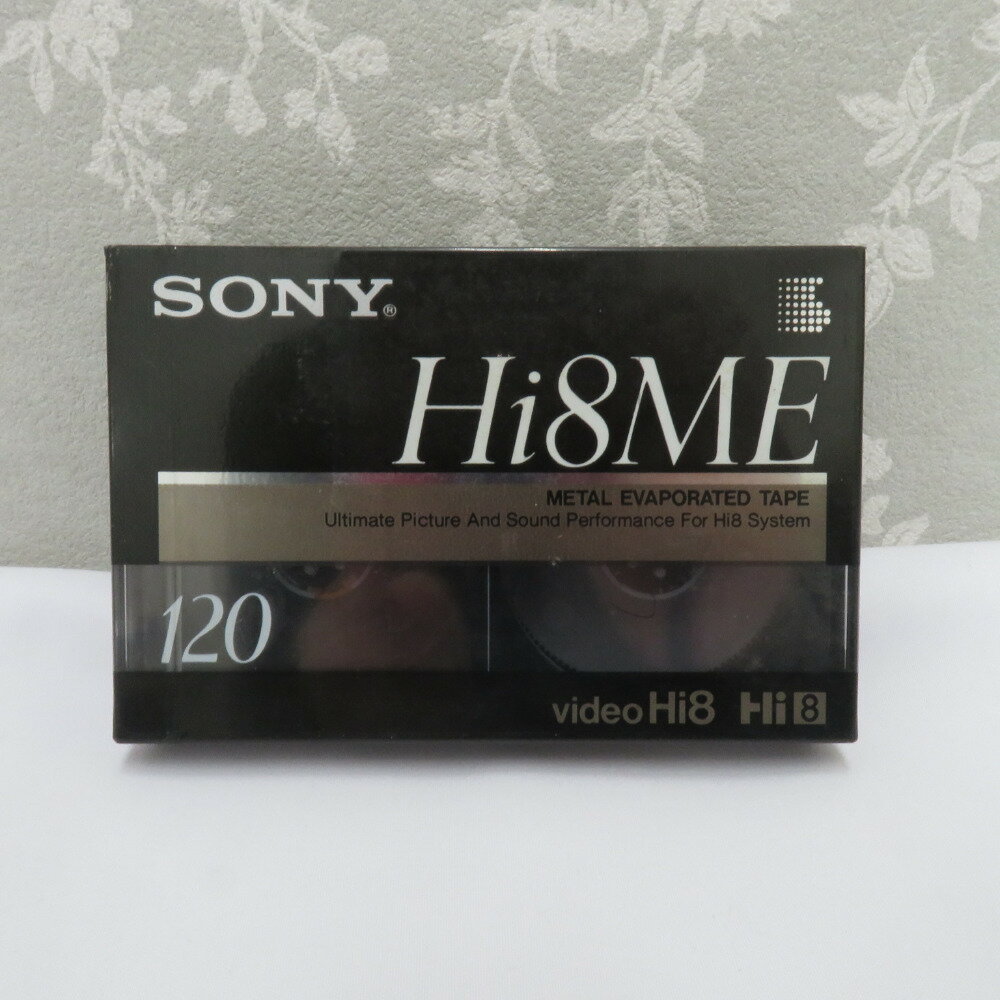 SONY®
Hi8ME
METAL EVAPORATED TAPE
Ultimate Picture And Sound Performance For Hi8 System
120
video Hi8 Hi8